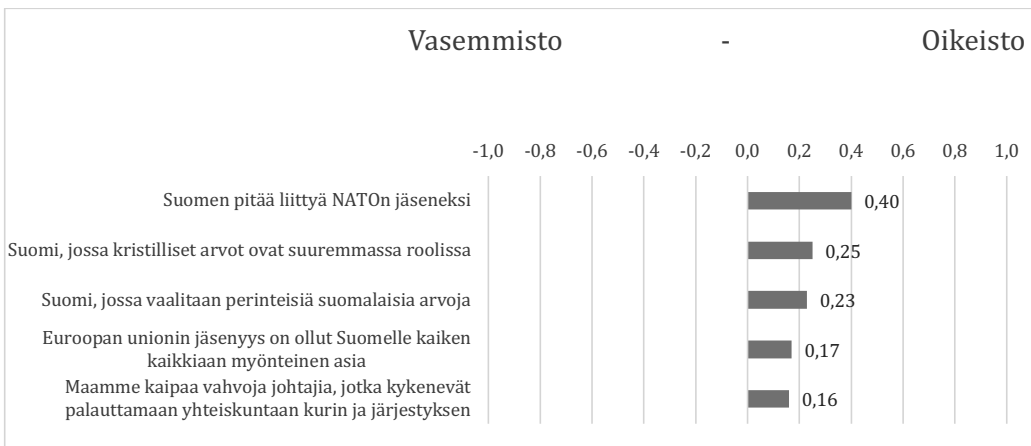 Vasemmisto - Oikeisto
-1,0 -0,8 -0,6 -0,4 -0,2 0,0 0,2 0,4 0,6 0,8 1,0
Suomen pitää liittyä NATOn jäseneksi 0,40
Suomi, jossa kristilliset arvot ovat suuremmassa roolissa 0,25
Suomi, jossa vaalitaan perinteisiä suomalaisia arvoja 0,23
Euroopan unionin jäsenyys on ollut Suomelle kaiken
kaikkiaan myönteinen asia 0,17
Maamme kaipaa vahvoja johtajia, jotka kykenevät
palauttamaan yhteiskuntaan kurin ja järjestyksen 0,16